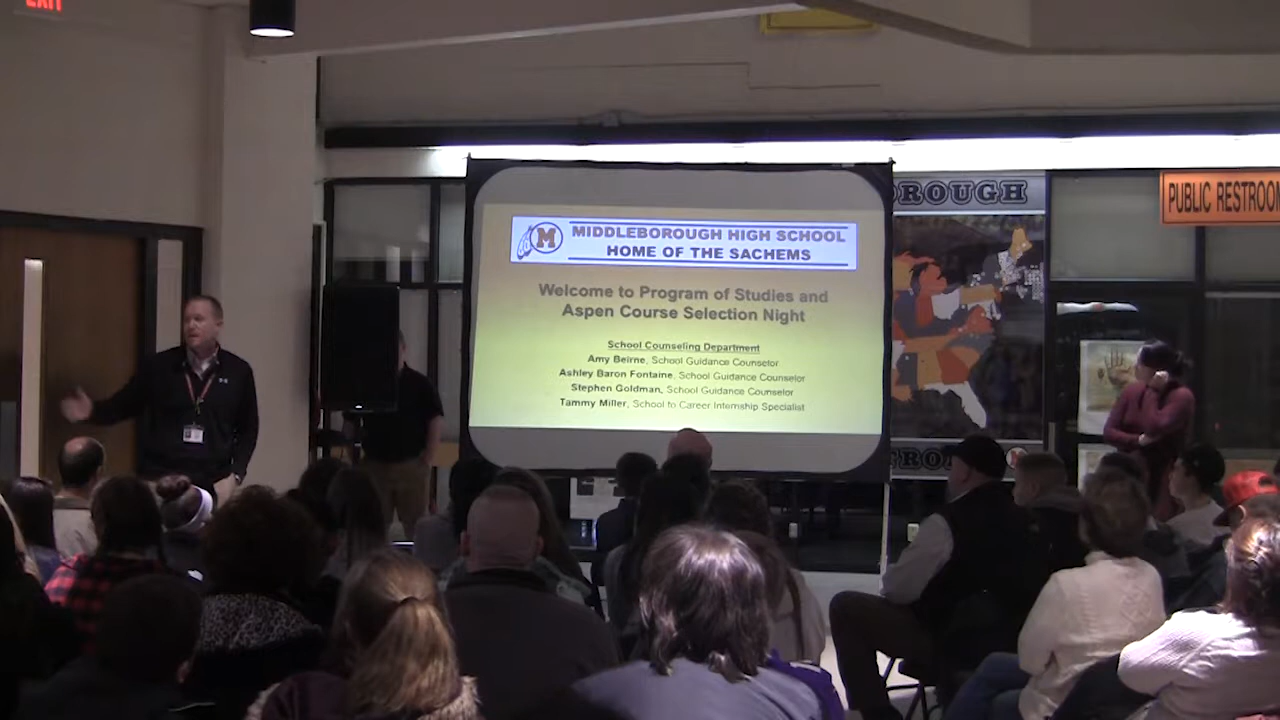 EXIT
ROUGH
PUBLIC RESTROO
M MIDDLEBOROUGH HIGH SCHOOL
HOME OF THE SACHEMS
Welcome to Program of Studies and
Aspen Course Selection Night
School Counseling Department
Amy Beirne, School Guidance Counselor
Ashley Baron Fontaine, School Guidance Counselor
Stephen Goldman, School Guidance Counselor
Tammy Miller, School to Career Internship Specialist